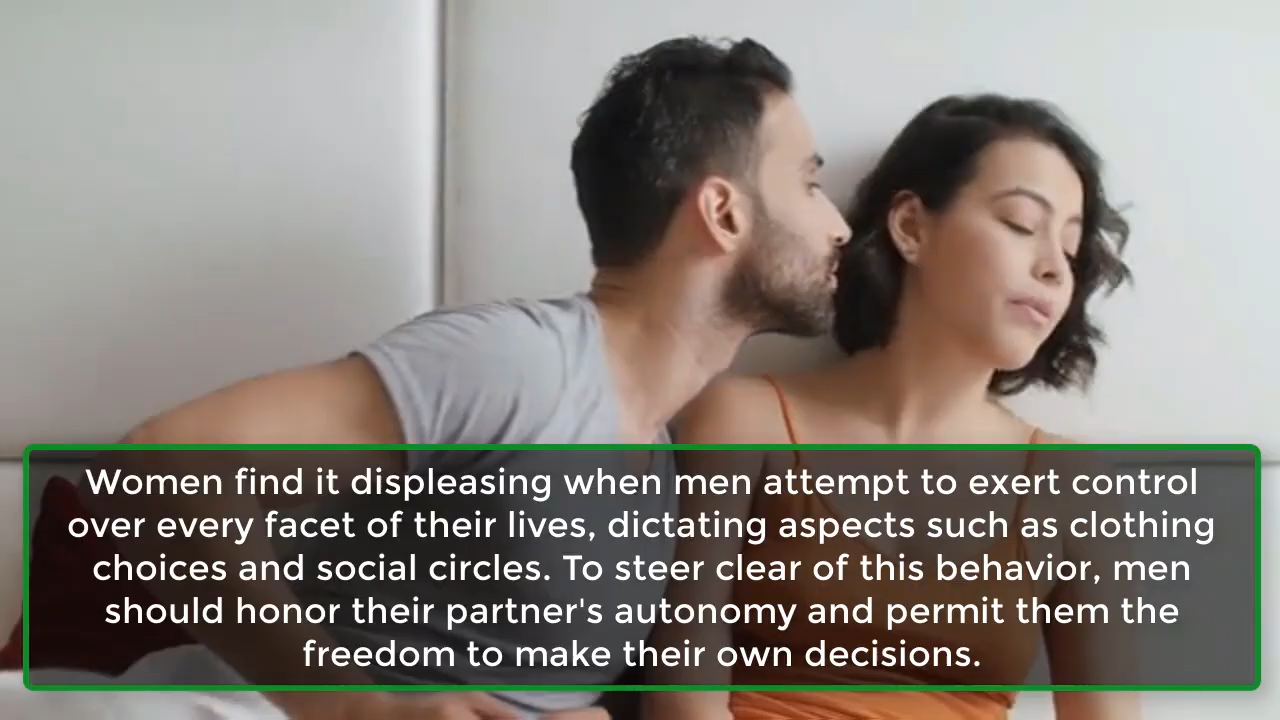 Women find it displeasing when men attempt to exert control
over every facet of their lives, dictating aspects such as clothing
choices and social circles. To steer clear of this behavior, men
should honor their partner's autonomy and permit them the
freedom to make their own decisions.